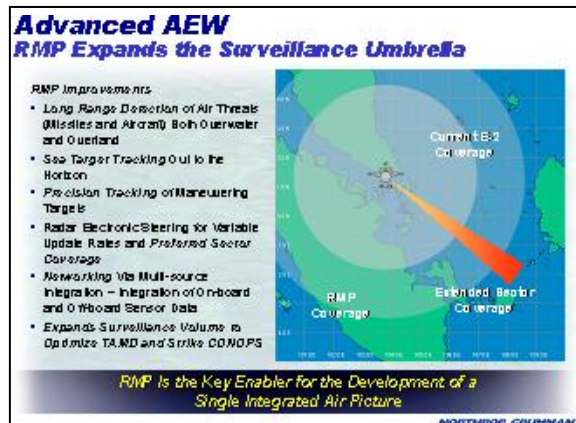 Advanced AEW
RMP Expands the Surveillance Umbrella
RMP Improvements
• Long Range Detection of Air Threats
(Missiles and Aircraft) Both Overwater
and Overland
• Sea Target Tracking Out to the
Horizon
• Precision Tracking of Maneuvering
Targets
• Radar Electronic Steering for Variable
Update Rates and Preferred Sector
Coverage
• Networking Via Multi-source
Integration – Integration of On-board
and Offboard Sensor Data
• Expands Surveillance Volume to
Optimize TAMD and Strike CONOPS
Current E-2
Coverage
RMP
Coverage
Extended Sector
Coverage
RMP Is the Key Enabler for the Development of a
Single Integrated Air Picture
NORTHROP GRUMMAN